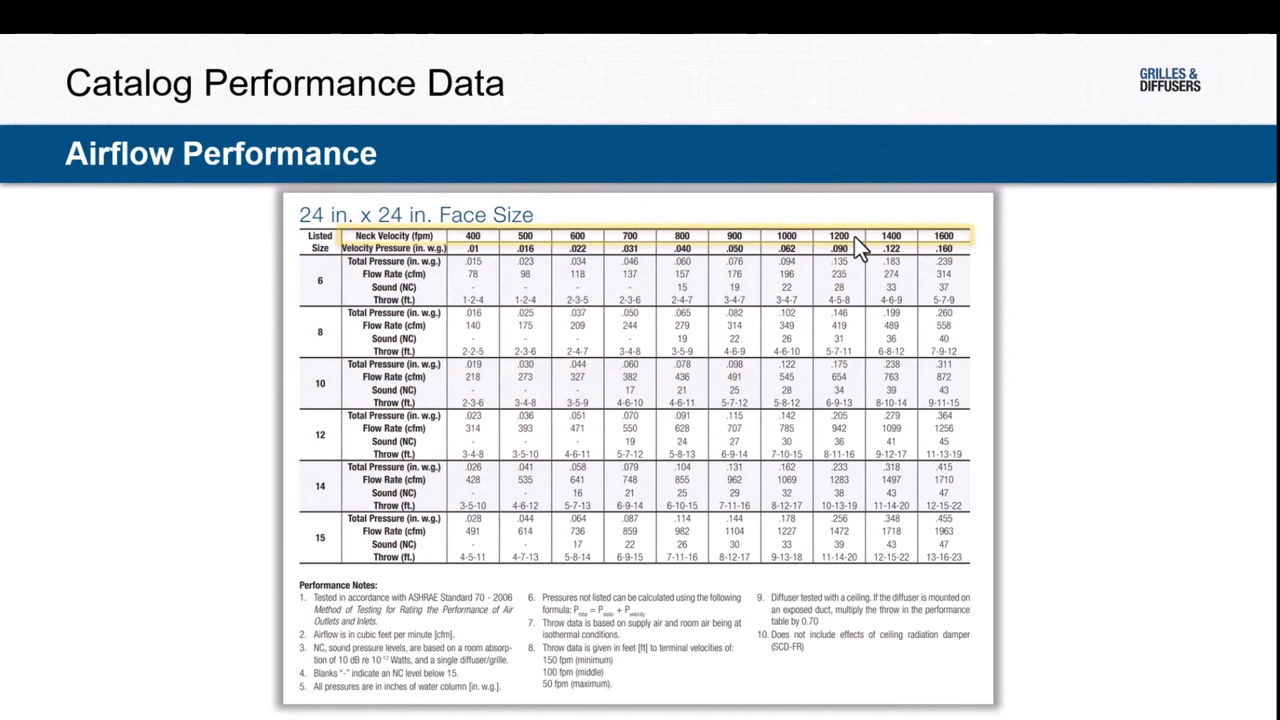 Catalog Performance Data
GRILLES &
DIFFUSERS
Airflow Performance
24 in. x 24 in. Face Size
Listed Size Neck Velocity (fpm) 400 500 600 700 800 900 1000 1200 1400 1600
Velocity Pressure (in. w.g.) .01 .016 .022 .031 .040 .050 .062 .090 .122 .160
6 Total Pressure (in. w.g.) .015 .023 .034 .046 .060 .076 .094 .135 .183 .239
Flow Rate (cfm) 78 98 118 137 157 176 196 235 274 314
Sound (NC) - - - - 15 19 22 28 33 37
Throw (ft.) 1-2-4 1-2-4 2-3-5 2-3-6 2-4-7 3-4-7 3-4-7 4-5-8 4-6-9 5-7-9
8 Total Pressure (in. w.g.) .016 .025 .037 .050 .065 .082 .102 .146 .199 .260
Flow Rate (cfm) 140 175 209 244 279 314 349 419 489 558
Sound (NC) - - - - 19 22 26 31 36 40
Throw (ft.) 2-2-5 2-3-6 2-4-7 3-4-8 3-5-9 4-6-9 4-6-10 5-7-11 6-8-12 7-9-12
10 Total Pressure (in. w.g.) .019 .030 .044 .060 .078 .098 .122 .175 .238 .311
Flow Rate (cfm) 218 273 327 382 436 491 545 654 763 872
Sound (NC) - - - 17 21 25 28 34 39 43
Throw (ft.) 2-3-6 3-4-8 3-5-9 4-6-10 4-6-11 5-7-12 5-8-12 6-9-13 8-10-14 9-11-15
12 Total Pressure (in. w.g.) .023 .036 .051 .070 .091 .115 .142 .205 .279 .364
Flow Rate (cfm) 314 393 471 550 628 707 785 942 1099 1256
Sound (NC) - - - 19 24 27 30 36 41 45
Throw (ft.) 3-4-8 3-5-10 4-6-11 5-7-12 5-8-13 6-9-14 7-10-15 8-11-16 9-12-17 11-13-19
14 Total Pressure (in. w.g.) .026 .041 .058 .079 .104 .131 .162 .233 .318 .415
Flow Rate (cfm) 428 535 641 748 855 962 1069 1283 1497 1710
Sound (NC) - - 16 21 25 29 32 38 43 47
Throw (ft.) 3-5-10 4-6-12 5-7-13 6-9-14 6-10-15 7-11-16 8-12-17 10-13-19 11-14-20 12-15-22
15 Total Pressure (in. w.g.) .028 .044 .064 .087 .114 .144 .178 .256 .348 .455
Flow Rate (cfm) 491 614 736 859 982 1104 1227 1472 1718 1963
Sound (NC) - - 17 22 26 30 33 39 43 47
Throw (ft.) 4-5-11 4-7-13 5-8-14 6-9-15 7-11-16 8-12-17 9-13-18 11-14-20 12-15-22 13-16-23
Performance Notes:
1. Tested in accordance with ASHRAE Standard 70 - 2006
Method of Testing for Rating the Performance of Air
Outlets and Inlets.
2. Airflow is in cubic feet per minute [cfm].
3. NC, sound pressure levels, are based on a room absorp-
tion of 10 dB re 10⁻¹² Watts, and a single diffuser/grille.
4. Blanks "-" indicate an NC level below 15.
5. All pressures are in inches of water column [in. w.g.].
6. Pressures not listed can be calculated using the following
formula: Ptotal = Pstatic + Pvelocity
7. Throw data is based on supply air and room air being at
isothermal conditions.
8. Throw data is given in feet [ft] to terminal velocities of:
150 fpm (minimum)
100 fpm (middle)
50 fpm (maximum).
9. Diffuser tested with a ceiling. If the diffuser is mounted on
an exposed duct, multiply the throw in the performance
table by 0.70
10. Does not include effects of ceiling radiation damper
(SCD-FR)